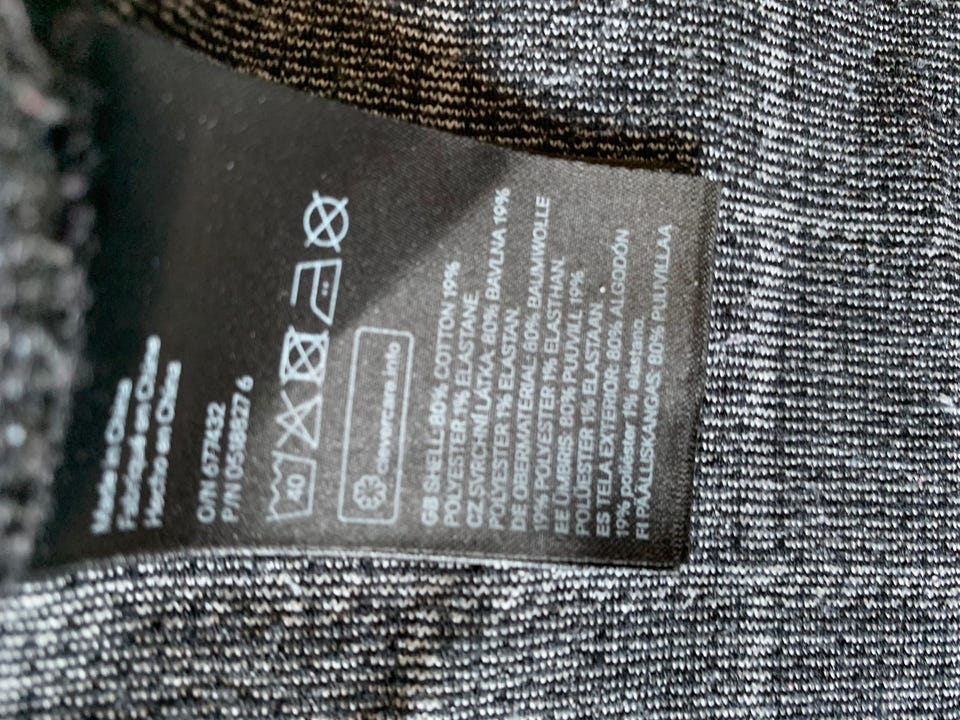 Made in China
Fabriqué en Chine
Hecho en China
O/N 677432
P/N 0548827 6
40
clevercare.info
GB SHELL: 80% COTTON 19%
POLYESTER 1% ELASTANE.
CZ SVRCHNÍ LÁTKA: 80% BAVLNA 19%
POLYESTER 1% ELASTAN.
DE OBERMATERIAL: 80% BAUMWOLLE
19% POLYESTER 1% ELASTHAN.
EE ÜMBRIS: 80% PUUVILL 19%
POLÜESTER 1% ELASTAAN.
ES TELA EXTERIOR: 80% ALGODÓN
19% poliéster 1% elastano.
FI PÄÄLLISKANGAS: 80% PUUVILLAA